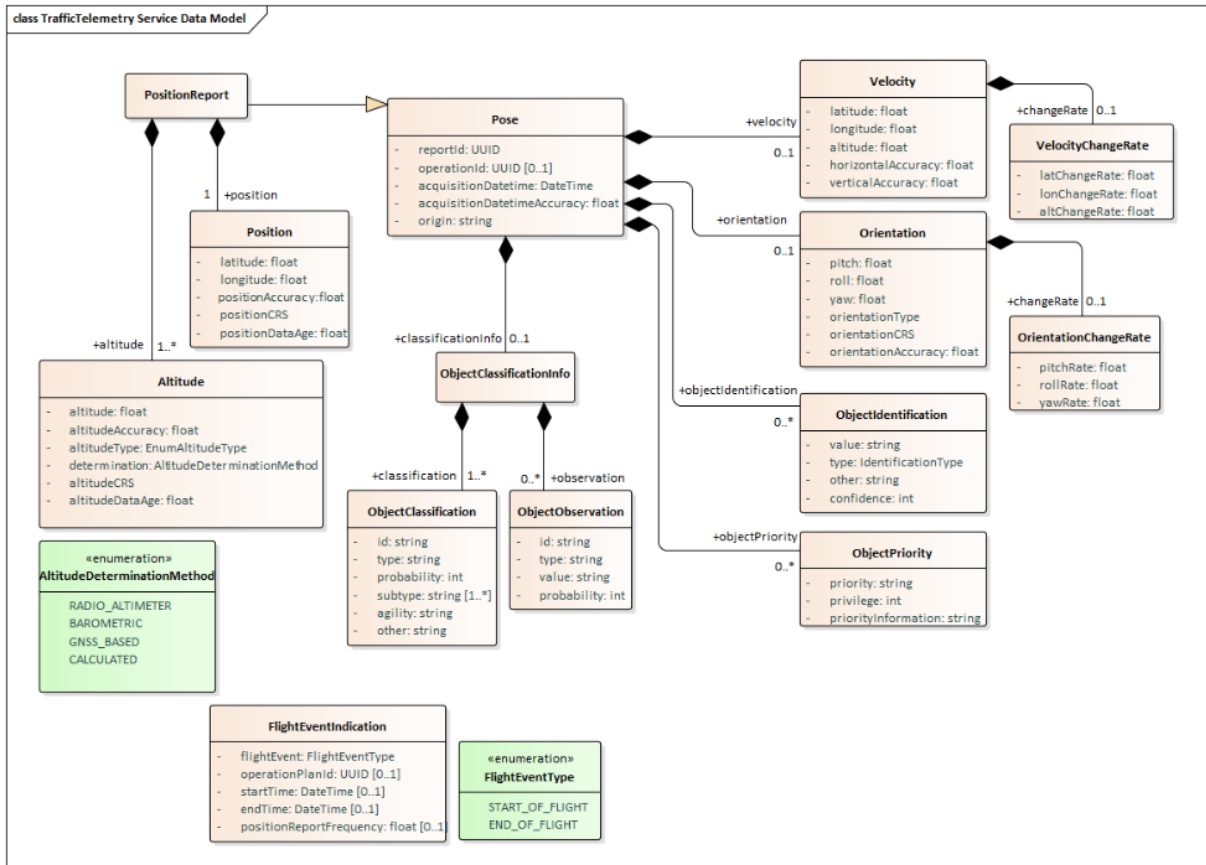 class TrafficTelemetry Service Data Model
PositionReport
Pose
- reportId: UUID
- operationId: UUID [0..1]
- acquisitionDatetime: DateTime
- acquisitionDatetimeAccuracy: float
- origin: string
Velocity
- latitude: float
- longitude: float
- altitude: float
- horizontalAccuracy: float
- verticalAccuracy: float
+velocity
0..1
+changeRate 0..1
VelocityChangeRate
- latChangeRate: float
- lonChangeRate: float
- altChangeRate: float
1 +position
Position
- latitude: float
- longitude: float
- positionAccuracy:float
- positionCRS
- positionDataAge: float
+orientation
0..1
Orientation
- pitch: float
- roll: float
- yaw: float
- orientationType
- orientationCRS
- orientationAccuracy: float
+changeRate 0..1
OrientationChangeRate
- pitchRate: float
- rollRate: float
- yawRate: float
+altitude 1..*
Altitude
- altitude: float
- altitudeAccuracy: float
- altitudeType: EnumAltitudeType
- determination: AltitudeDeterminationMethod
- altitudeCRS
- altitudeDataAge: float
+classificationInfo 0..1
ObjectClassificationInfo
+objectIdentification
0..*
ObjectIdentification
- value: string
- type: IdentificationType
- other: string
- confidence: int
+classification 1..*
0..* +observation
ObjectClassification
- id: string
- type: string
- probability: int
- subtype: string [1..*]
- agility: string
- other: string
ObjectObservation
- id: string
- type: string
- value: string
- probability: int
+objectPriority
0..*
ObjectPriority
- priority: string
- privilege: int
- priorityInformation: string
«enumeration»
AltitudeDeterminationMethod
RADIO_ALTIMETER
BAROMETRIC
GNSS_BASED
CALCULATED
FlightEventIndication
- flightEvent: FlightEventType
- operationPlanId: UUID [0..1]
- startTime: DateTime [0..1]
- endTime: DateTime [0..1]
- positionReportFrequency: float [0..1]
«enumeration»
FlightEventType
START_OF_FLIGHT
END_OF_FLIGHT